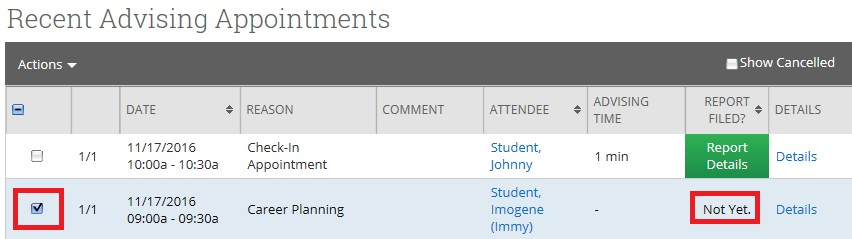 Recent Advising Appointments
Actions
Show Cancelled
DATE
REASON
COMMENT
ATTENDEE
ADVISING
TIME
REPORT
FILED?
DETAILS
1/1
11/17/2016
10:00a - 10:30a
Check-In
Appointment
Student,
Johnny
1 min
Report
Details
Details
1/1
11/17/2016
09:00a - 09:30a
Career Planning
Student,
Imogene
(Immy)
-
Not Yet.
Details